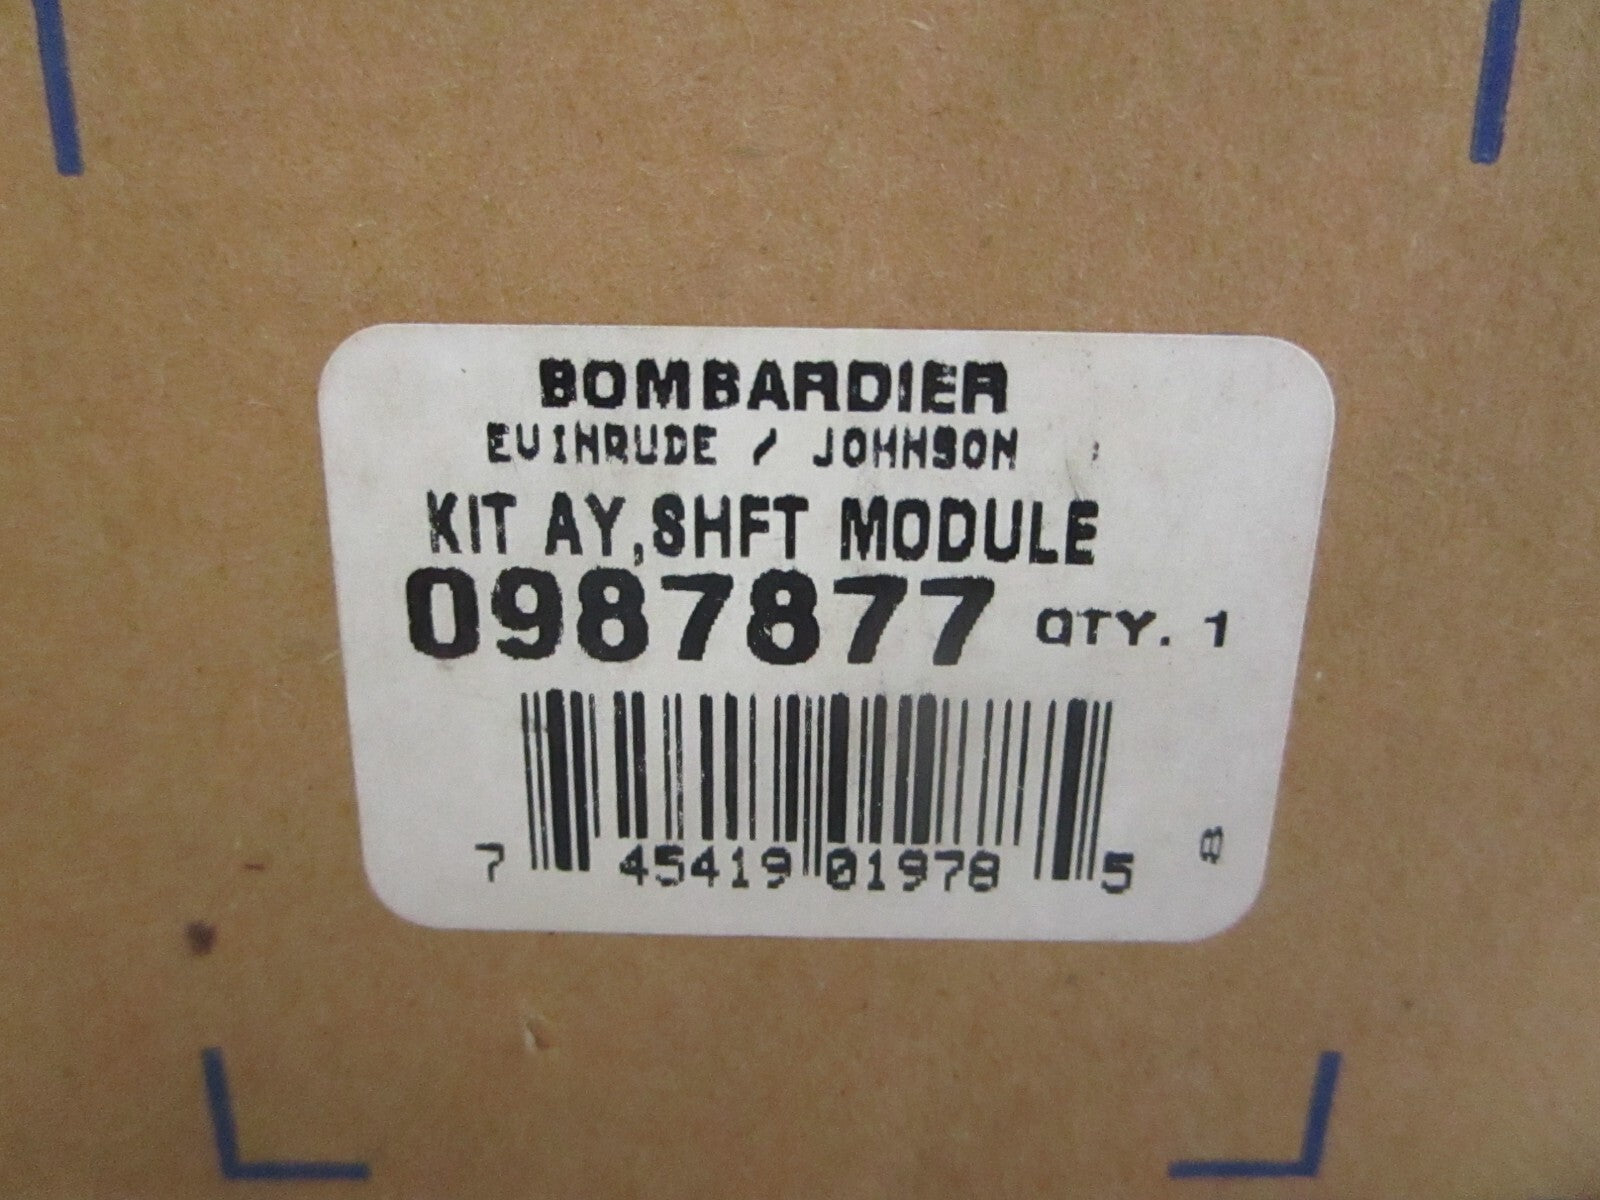 BOMBARDIER
EVINRUDE / JOHNSON
KIT AY,SHFT MODULE
0987877 QTY. 1
7 45419 01978 5
B